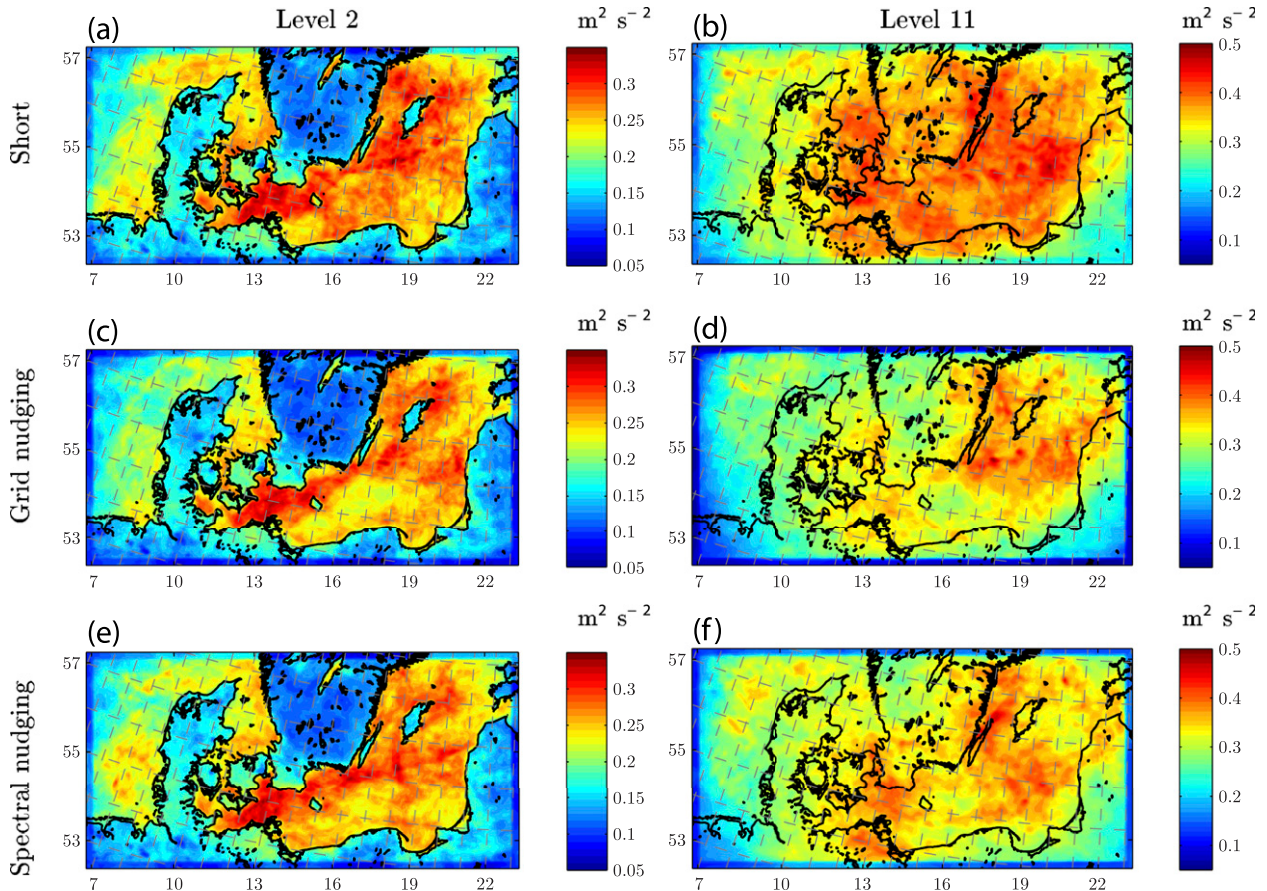 Level 2
Level 11
Short
(a)
m² s⁻²
57
55
53
7 10 13 16 19 22
0.3
0.25
0.2
0.15
0.1
0.05
(b)
m² s⁻²
57
55
53
7 10 13 16 19 22
0.5
0.4
0.3
0.2
0.1
Grid nudging
(c)
m² s⁻²
57
55
53
7 10 13 16 19 22
0.3
0.25
0.2
0.15
0.1
0.05
(d)
m² s⁻²
57
55
53
7 10 13 16 19 22
0.5
0.4
0.3
0.2
0.1
Spectral nudging
(e)
m² s⁻²
57
55
53
7 10 13 16 19 22
0.3
0.25
0.2
0.15
0.1
0.05
(f)
m² s⁻²
57
55
53
7 10 13 16 19 22
0.5
0.4
0.3
0.2
0.1